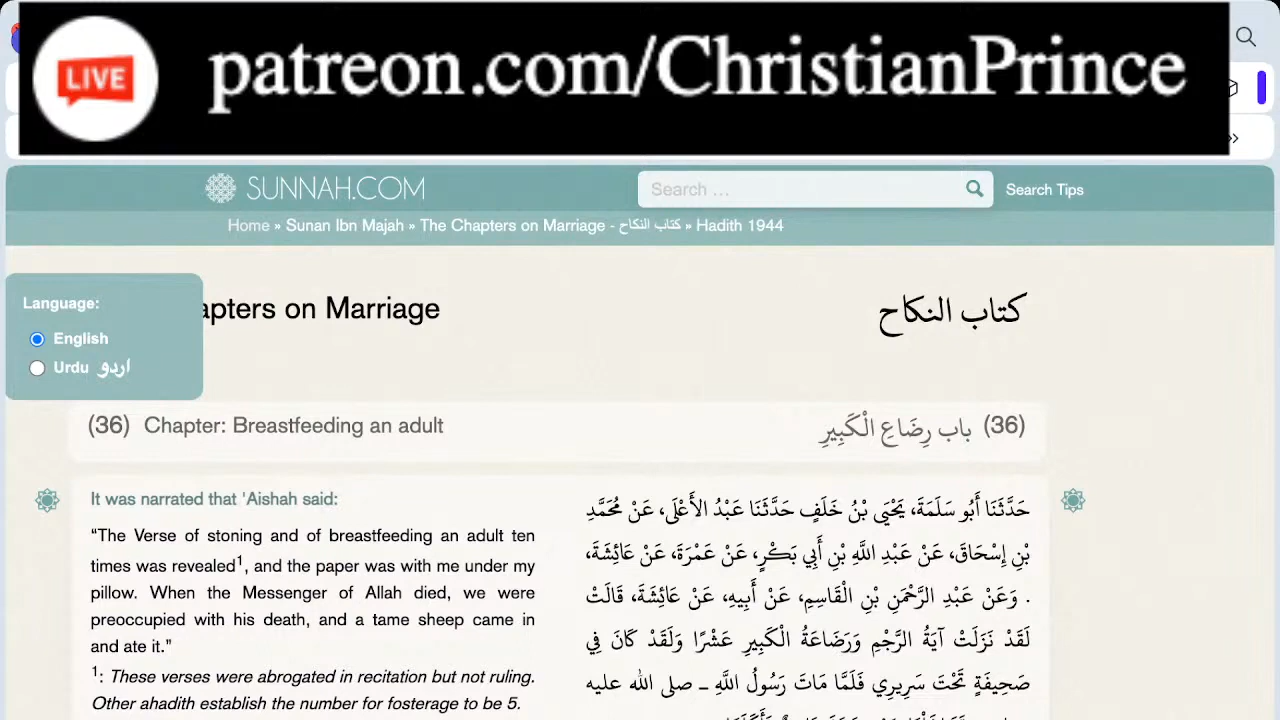 LIVE
patreon.com/ChristianPrince
SUNNAH.COM
Search …
Search Tips
Home » Sunan Ibn Majah » The Chapters on Marriage - كتاب النكاح » Hadith 1944
Language:
English
Urdu اردو
apters on Marriage
كتاب النكاح
(36) Chapter: Breastfeeding an adult
(36) باب رِضَاعِ الْكَبِيرِ
It was narrated that 'Aishah said:
“The Verse of stoning and of breastfeeding an adult ten
times was revealed¹, and the paper was with me under my
pillow. When the Messenger of Allah died, we were
preoccupied with his death, and a tame sheep came in
and ate it.”
¹: These verses were abrogated in recitation but not ruling.
Other ahadith establish the number for fosterage to be 5.
حَدَّثَنَا أَبُو سَلَمَةَ، يَحْيَى بْنُ خَلَفٍ حَدَّثَنَا عَبْدُ الأَعْلَى، عَنْ مُحَمَّدِ
بْنِ إِسْحَاقَ، عَنْ عَبْدِ اللَّهِ بْنِ أَبِي بَكْرٍ، عَنْ عَمْرَةَ، عَنْ عَائِشَةَ،
. وَعَنْ عَبْدِ الرَّحْمَنِ بْنِ الْقَاسِمِ، عَنْ أَبِيهِ، عَنْ عَائِشَةَ، قَالَتْ
لَقَدْ نَزَلَتْ آيَةُ الرَّجْمِ وَرَضَاعَةُ الْكَبِيرِ عَشْرًا وَلَقَدْ كَانَ فِي
صَحِيفَةٍ تَحْتَ سَرِيرِي فَلَمَّا مَاتَ رَسُولُ اللَّهِ ـ صلى الله عليه